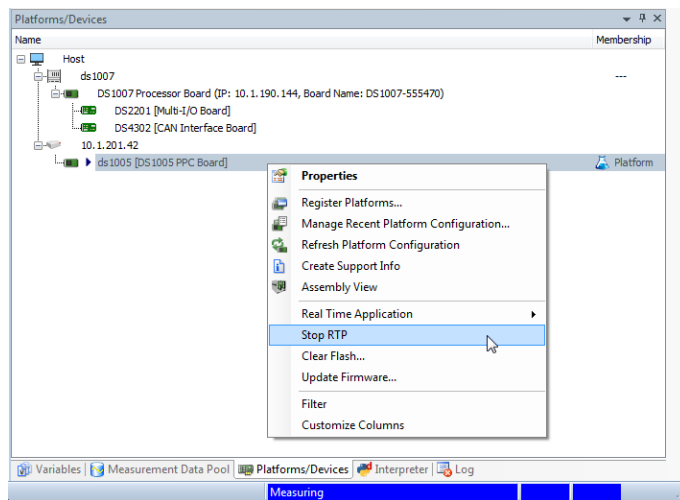 Platforms/Devices
Name Membership
Host
ds1007 ---
DS1007 Processor Board (IP: 10.1.190.144, Board Name: DS1007-555470)
DS2201 [Multi-I/O Board]
DS4302 [CAN Interface Board]
10.1.201.42
ds1005 [DS1005 PPC Board] Platform
Properties
Register Platforms...
Manage Recent Platform Configuration...
Refresh Platform Configuration
Create Support Info
Assembly View
Real Time Application
Stop RTP
Clear Flash...
Update Firmware...
Filter
Customize Columns
Variables Measurement Data Pool Platforms/Devices Interpreter Log
Measuring